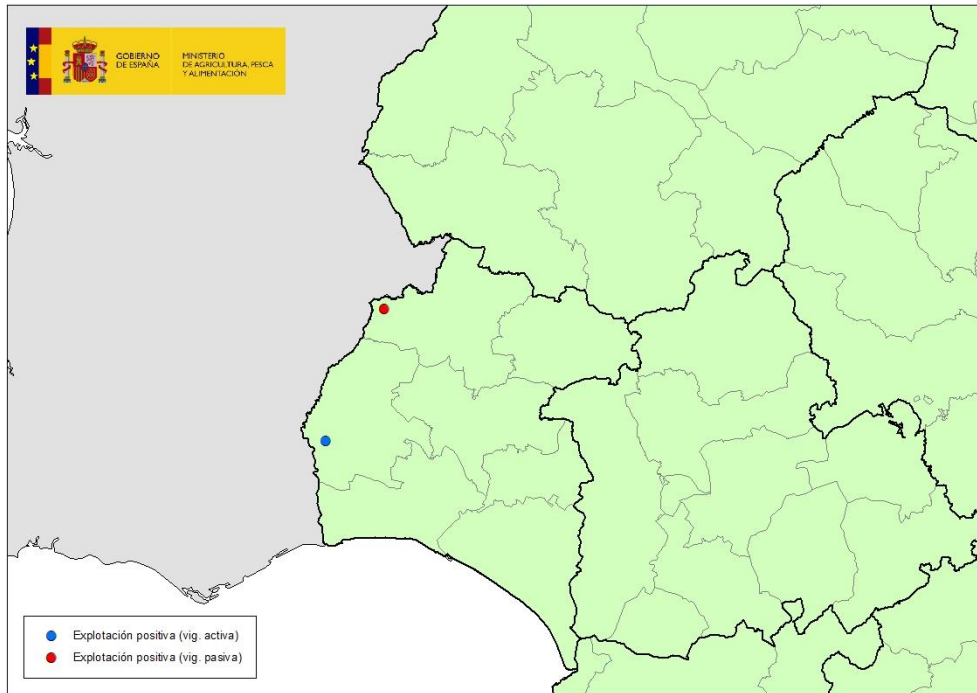 GOBIERNO
DE ESPAÑA
MINISTERIO
DE AGRICULTURA, PESCA
Y ALIMENTACIÓN
Explotación positiva (vig. activa)
Explotación positiva (vig. pasiva)